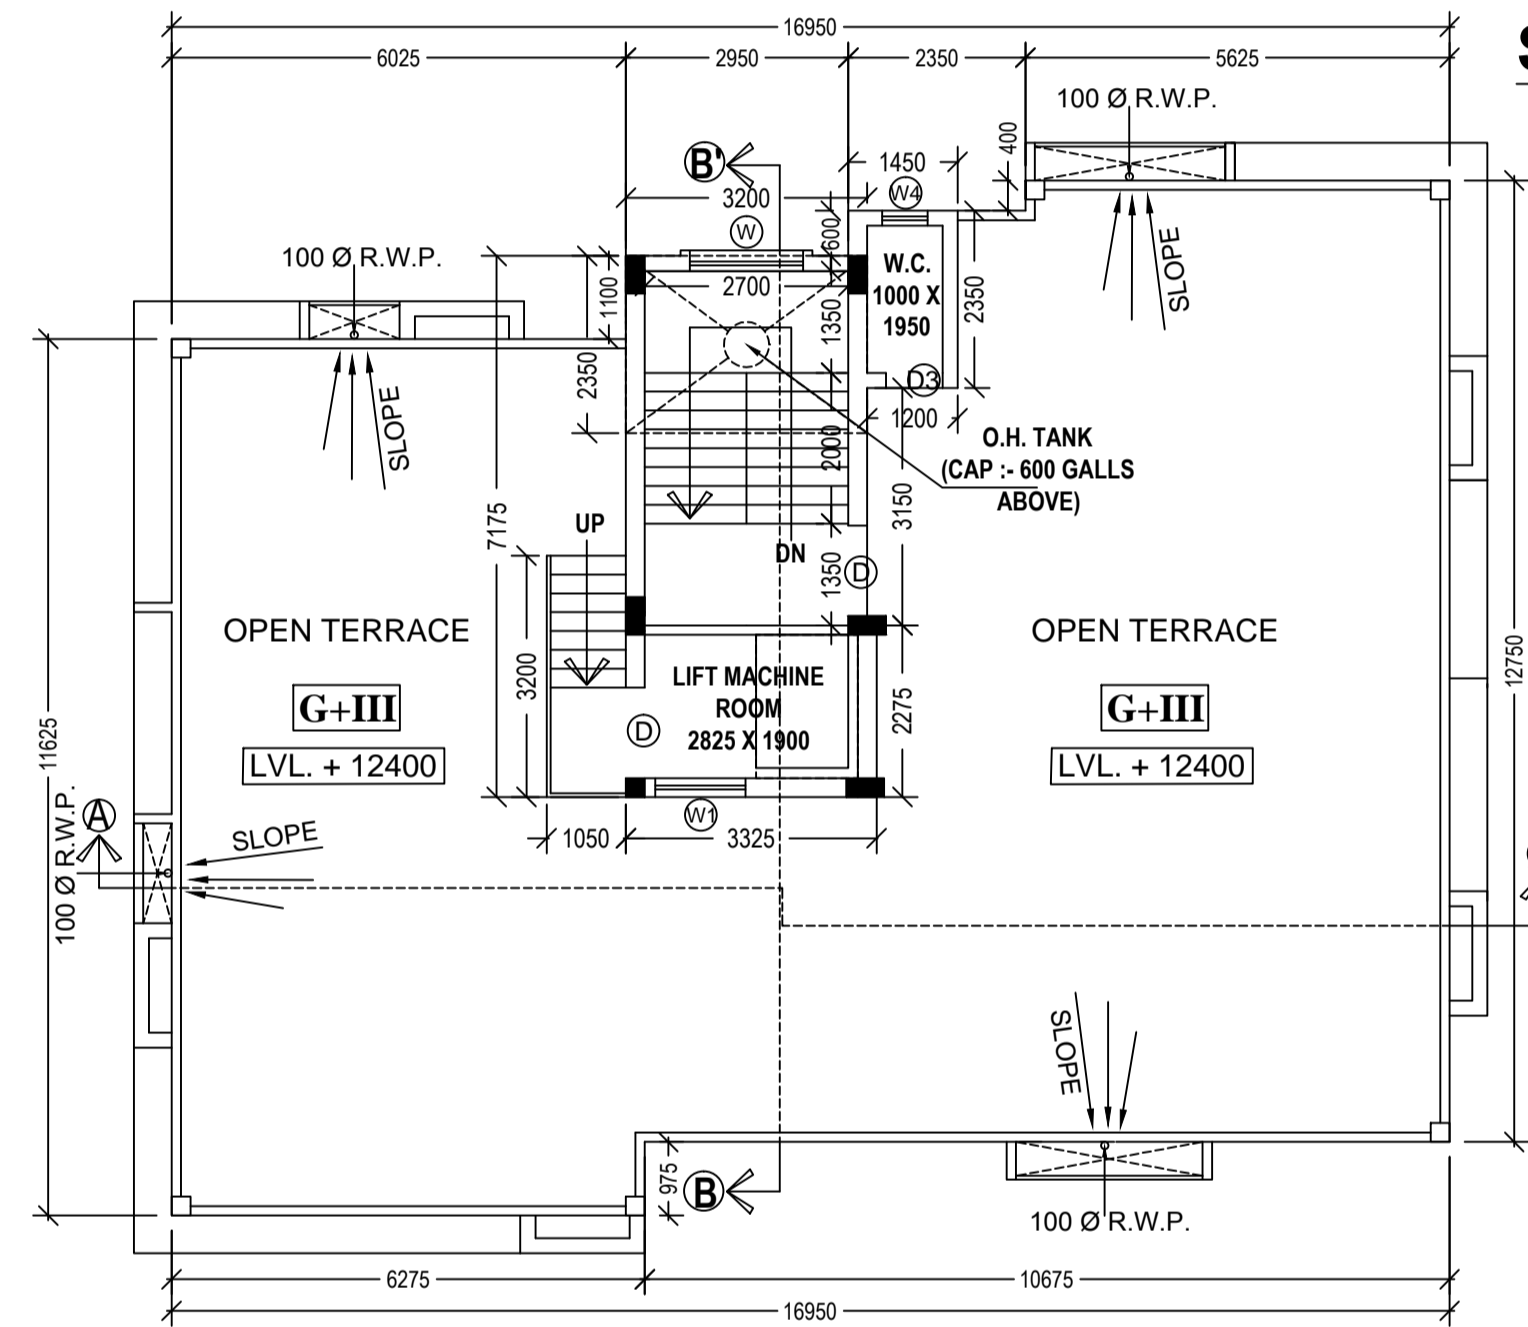 16950
6025
2950
2350
5625
S
100 Ø R.W.P.
B'
1450
400
3200
W4
W
600
100 Ø R.W.P.
W.C.
1000 X
1950
2700
1100
1350
2350
SLOPE
2350
D3
1200
SLOPE
2000
O.H. TANK
(CAP :- 600 GALLS
ABOVE)
3150
7175
UP
DN
1350
D
OPEN TERRACE
OPEN TERRACE
12750
3200
LIFT MACHINE
ROOM
2825 X 1900
2275
G+III
G+III
D
11625
LVL. + 12400
LVL. + 12400
A
W1
100 Ø R.W.P.
SLOPE
1050
3325
SLOPE
975
B
100 Ø R.W.P.
6275
10675
16950